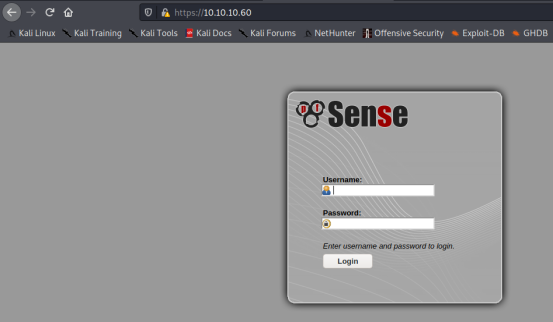 https://10.10.10.60
Kali Linux Kali Training Kali Tools Kali Docs Kali Forums NetHunter Offensive Security Exploit-DB GHDB
pf Sense
Username:
Password:
Enter username and password to login.
Login